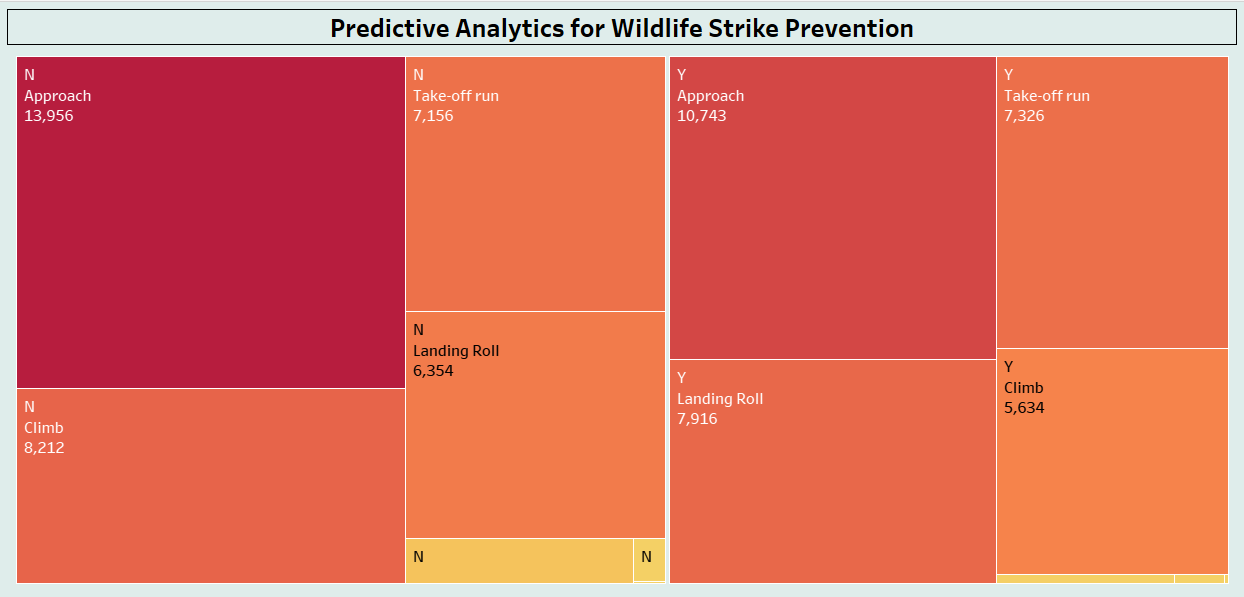 Predictive Analytics for Wildlife Strike Prevention
N
Approach
13,956
N
Climb
8,212
N
Take-off run
7,156
N
Landing Roll
6,354
N
N
Y
Approach
10,743
Y
Landing Roll
7,916
Y
Take-off run
7,326
Y
Climb
5,634